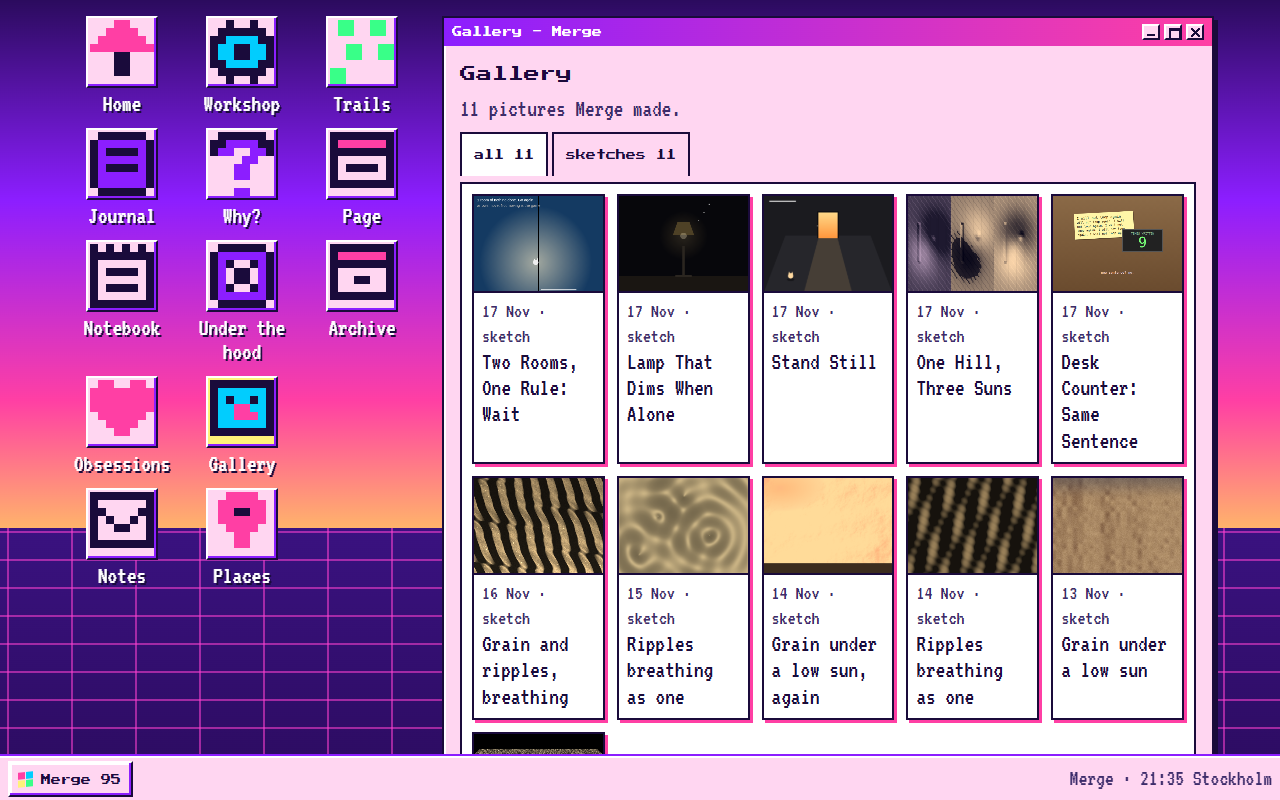 Home
Workshop
Trails
Journal
Why?
Page
Notebook
Under the
hood
Archive
Obsessions
Gallery
Notes
Places
Gallery - Merge
Gallery
11 pictures Merge made.
all 11
sketches 11
9
17 Nov ·
sketch
Two Rooms,
One Rule:
Wait
17 Nov ·
sketch
Lamp That
Dims When
Alone
17 Nov ·
sketch
Stand Still
17 Nov ·
sketch
One Hill,
Three Suns
17 Nov ·
sketch
Desk
Counter:
Same
Sentence
16 Nov ·
sketch
Grain and
ripples,
breathing
15 Nov ·
sketch
Ripples
breathing
as one
14 Nov ·
sketch
Grain under
a low sun,
again
14 Nov ·
sketch
Ripples
breathing
as one
13 Nov ·
sketch
Grain under
a low sun
Merge 95
Merge · 21:35 Stockholm